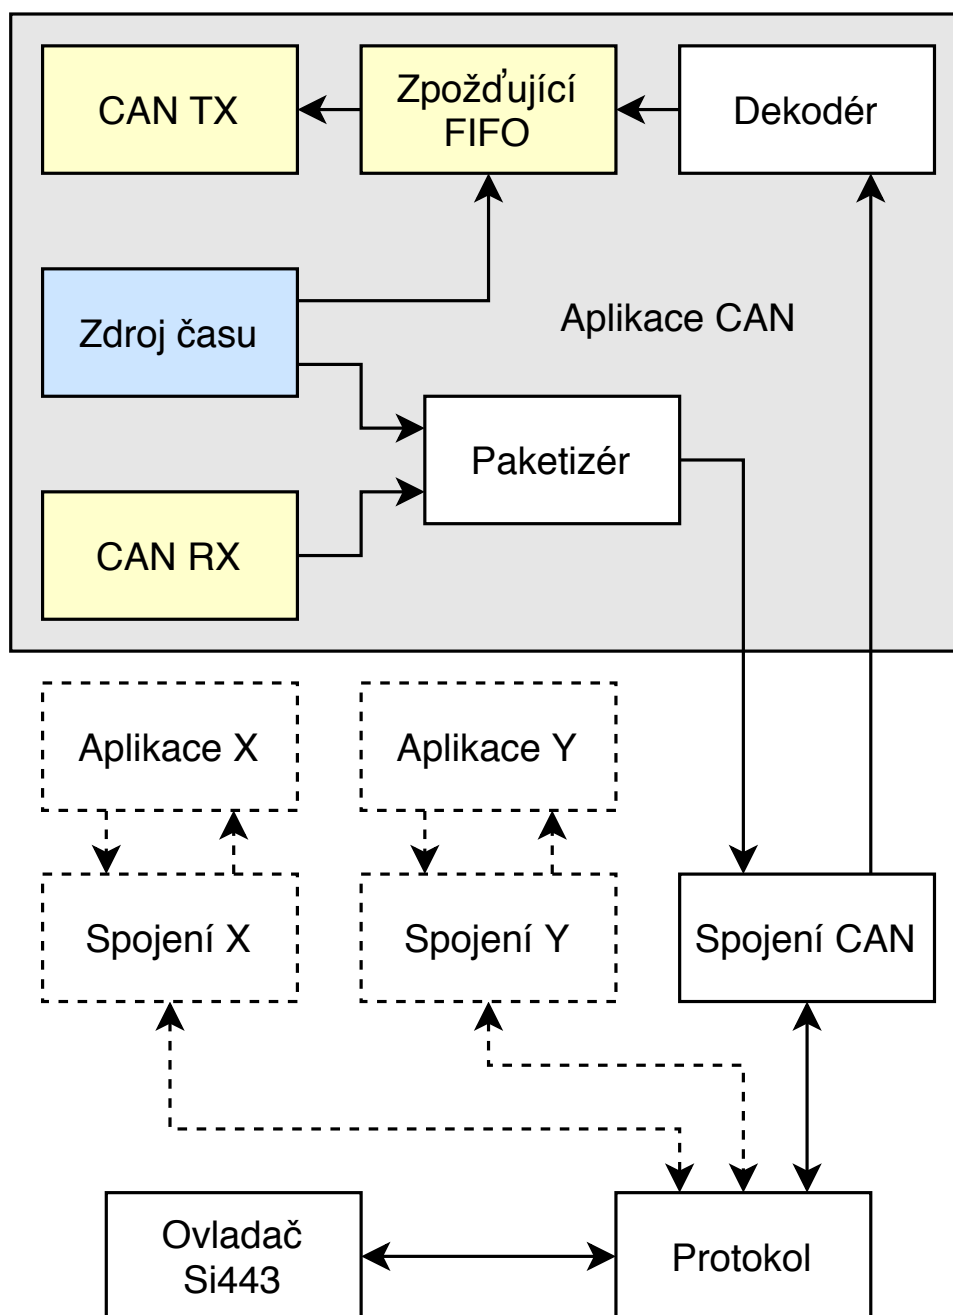 CAN TX
Zpožďující
FIFO
Dekodér
Zdroj času
Aplikace CAN
Paketizér
CAN RX
Aplikace X
Aplikace Y
Spojení X
Spojení Y
Spojení CAN
Ovladač
Si443
Protokol